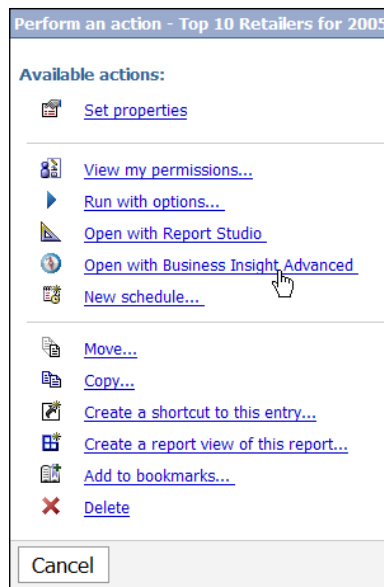 Perform an action - Top 10 Retailers for 2005
Available actions:
Set properties
View my permissions...
Run with options...
Open with Report Studio
Open with Business Insight Advanced
New schedule...
Move...
Copy...
Create a shortcut to this entry...
Create a report view of this report...
Add to bookmarks...
Delete
Cancel